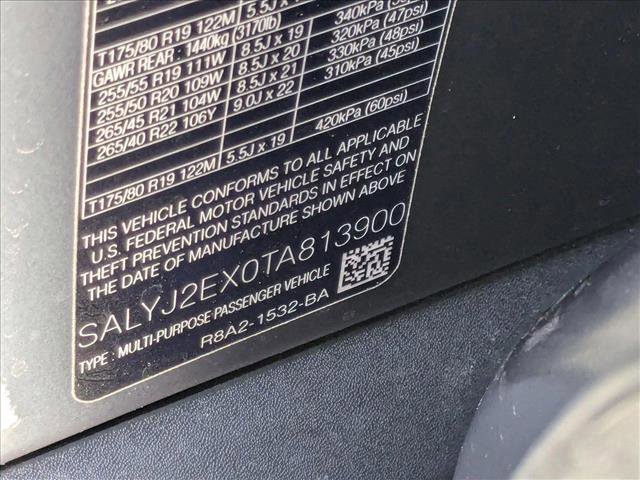 5.5J x 19
T175/80 R19 122M
340kPa
GAWR REAR : 1440kg (3170lb)
255/55 R19 111W 8.5J x 19 320kPa (47psi)
255/50 R20 109W 8.5J x 20 330kPa (48psi)
265/45 R21 104W 8.5J x 21 310kPa (45psi)
265/40 R22 106Y 9.0J x 22
T175/80 R19 122M 5.5J x 19 420kPa (60psi)
THIS VEHICLE CONFORMS TO ALL APPLICABLE
U.S. FEDERAL MOTOR VEHICLE SAFETY AND
THEFT PREVENTION STANDARDS IN EFFECT ON
THE DATE OF MANUFACTURE SHOWN ABOVE
SALYJ2EX0TA813900
TYPE : MULTI-PURPOSE PASSENGER VEHICLE
R8A2-1532-BA